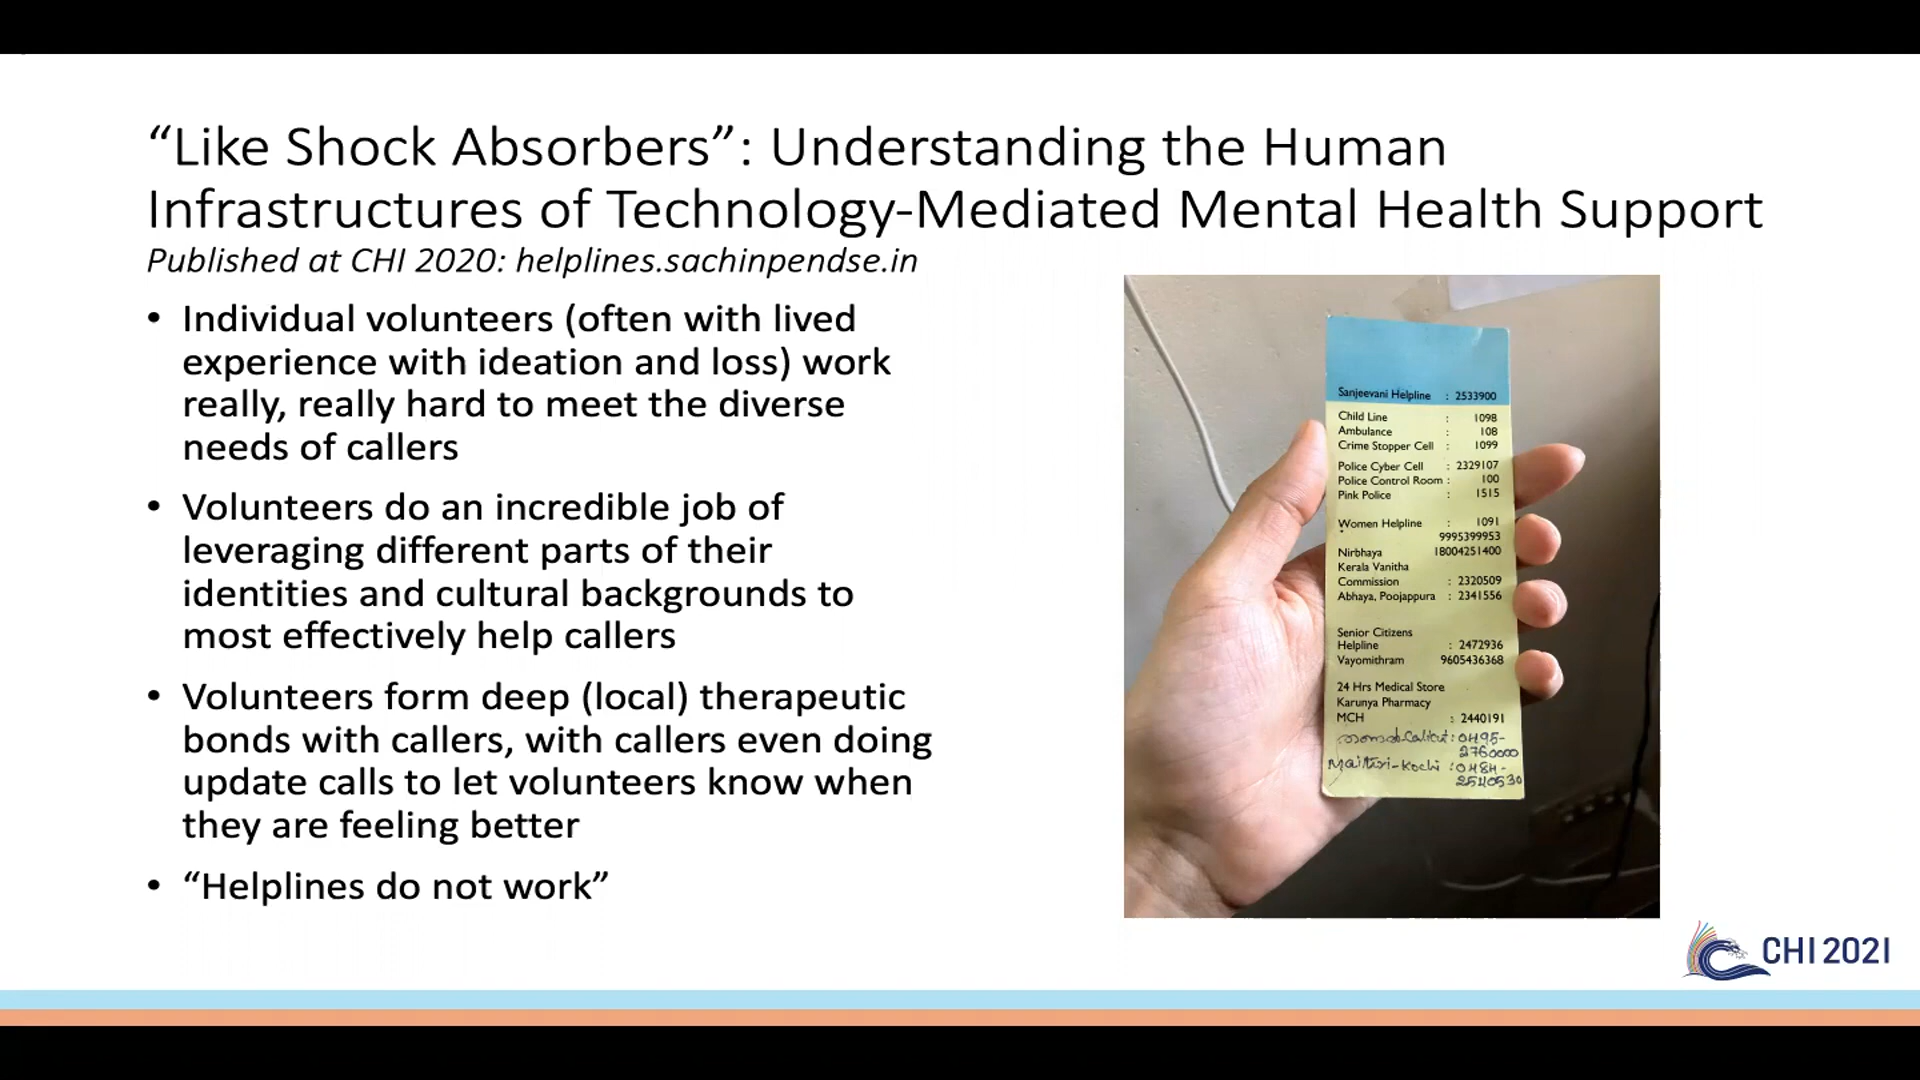 “Like Shock Absorbers”: Understanding the Human
Infrastructures of Technology-Mediated Mental Health Support
Published at CHI 2020: helplines.sachinpendse.in
• Individual volunteers (often with lived
experience with ideation and loss) work
really, really hard to meet the diverse
needs of callers
• Volunteers do an incredible job of
leveraging different parts of their
identities and cultural backgrounds to
most effectively help callers
• Volunteers form deep (local) therapeutic
bonds with callers, with callers even doing
update calls to let volunteers know when
they are feeling better
• “Helplines do not work”
Sanjeevani Helpline : 2533900
Child Line : 1098
Ambulance : 108
Crime Stopper Cell : 1099
Police Cyber Cell : 2329107
Police Control Room : 100
Pink Police : 1515
Women Helpline : 1091
9995399953
Nirbhaya 18004251400
Kerala Vanitha
Commission : 2320509
Abhaya, Poojappura : 2341556
Senior Citizens
Helpline : 2472936
Vayomithram 9605436368
24 Hrs Medical Store
Karunya Pharmacy
MCH : 2440191
Calicut : 0495-
2760000
Maithri-Kochi : 0484-
2540530
CHI 2021